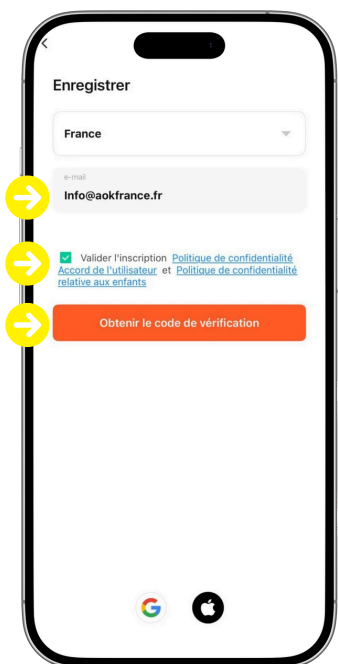 Enregistrer
France
e-mail
Info@aokfrance.fr
Valider l'inscription Politique de confidentialité
Accord de l'utilisateur et Politique de confidentialité
relative aux enfants
Obtenir le code de vérification